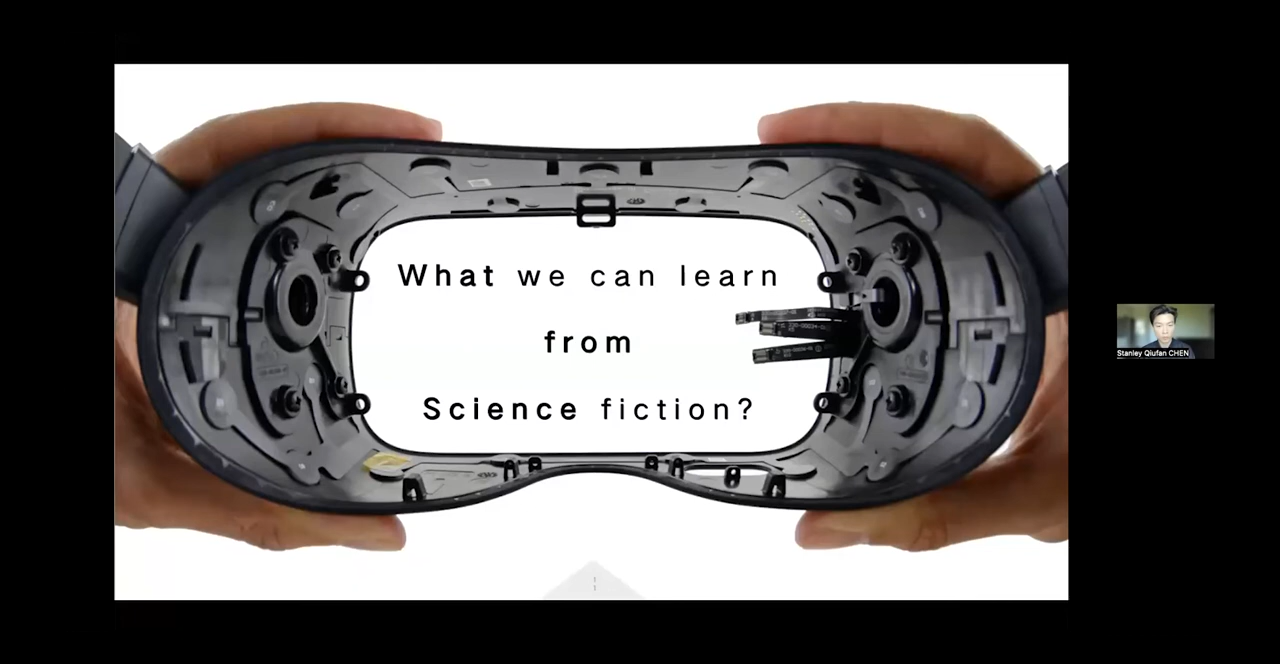 What we can learn
from
Science fiction?
Stanley Qiufan CHEN